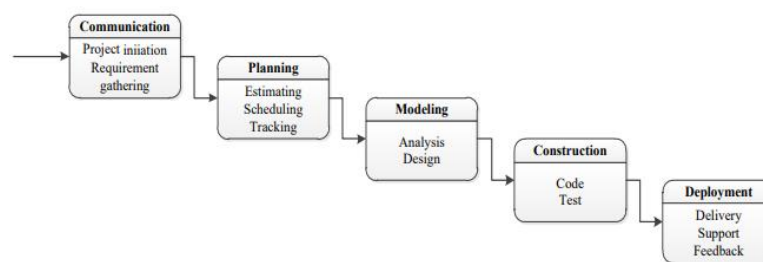 Communication
Project iniiation
Requirement
gathering
Planning
Estimating
Scheduling
Tracking
Modeling
Analysis
Design
Construction
Code
Test
Deployment
Delivery
Support
Feedback